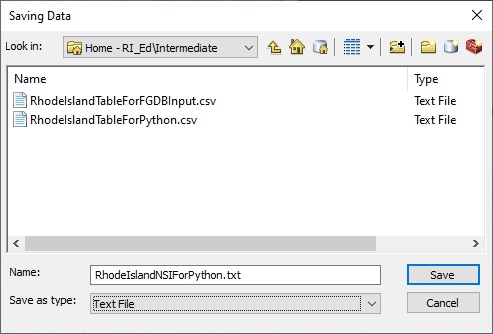 Saving Data
Look in: Home - RI_Ed\Intermediate
Name Type
RhodeIslandTableForFGDBInput.csv Text File
RhodeIslandTableForPython.csv Text File
Name: RhodeIslandNSIForPython.txt Save
Save as type: Text File Cancel